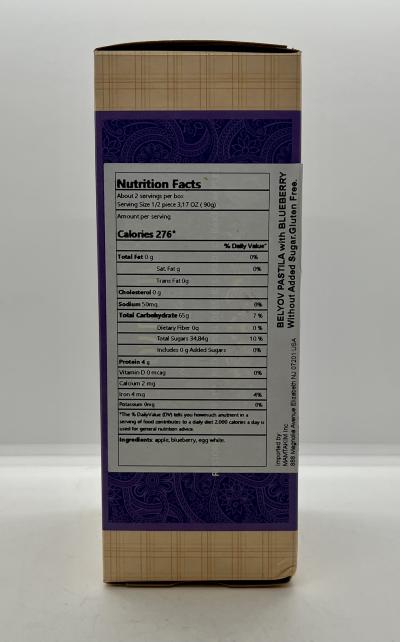 Nutrition Facts
About 2 servings per box
Serving Size 1/2 piece 3,17 OZ ( 90g)
Amount per serving
Calories 276*
% Daily Value*
Total Fat 0 g 0%
Sat. Fat g 0%
Trans Fat 0g
Cholesterol 0 g
Sodium 50mg. 0%
Total Carbohydrate 65g 7 %
Dietary Fiber 0g 0 %
Total Sugars 34,84g 10 %
Includes 0 g Added Sugars 0%
Protein 4 g
Vitamin D 0 mcag 0%
Calcium 2 mg
Iron 4 mg 4%
Potassium 0mg 0%
*The % DailyValue (DV) tells you how much a nutrient in a
serving of food contributes to a daily diet 2.000 calories a day is
used for general nutrition advice.
Ingredients: apple, blueberry, egg white.
BELYOV PASTILA with BLUEBERRY
Without Added Sugar.Gluten Free.
Imported by
MAMTAKIM Inc
888 Magnolia Avenue Elizabeth NJ 07201 USA